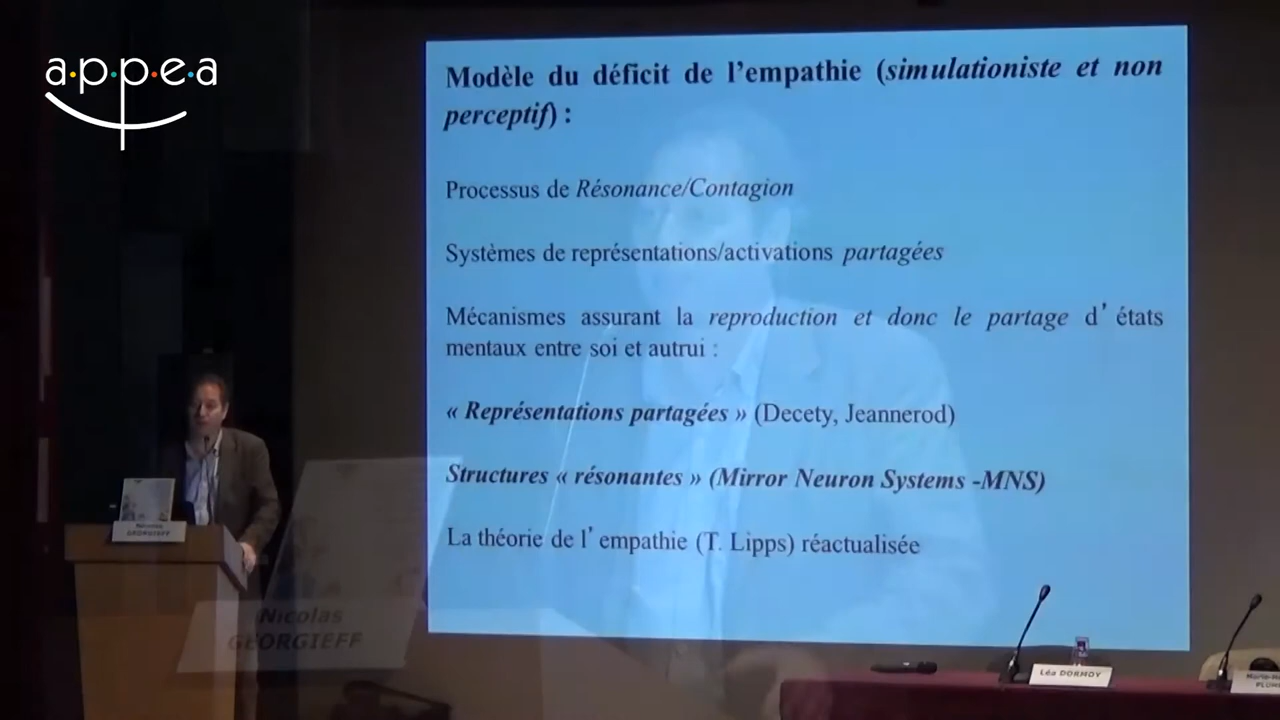 a·p·p·e·a
Modèle du déficit de l’empathie (simulationiste et non
perceptif) :
Processus de Résonance/Contagion
Systèmes de représentations/activations partagées
Mécanismes assurant la reproduction et donc le partage d’ états
mentaux entre soi et autrui :
« Représentations partagées » (Decety, Jeannerod)
Structures « résonantes » (Mirror Neuron Systems -MNS)
La théorie de l’ empathie (T. Lipps) réactualisée
Nicolas
GEORGIEFF
Nicolas
GEORGIEFF
Léa DORMOY